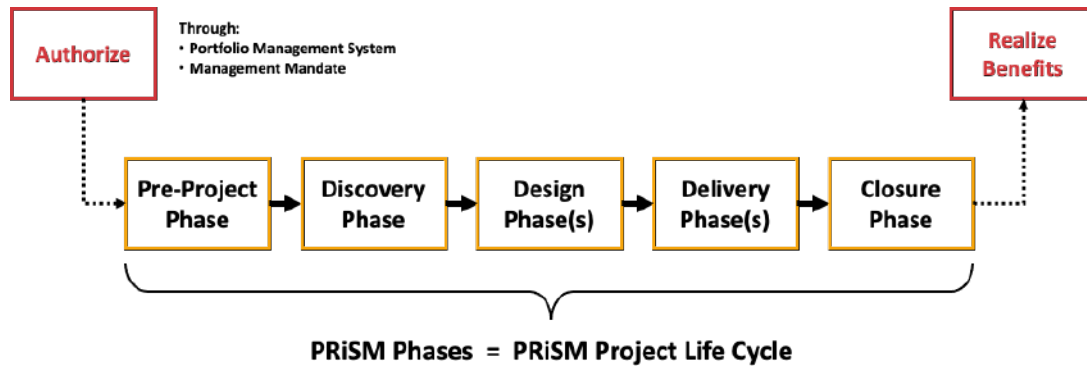 Authorize
Through:
• Portfolio Management System
• Management Mandate
Realize
Benefits
Pre-Project
Phase
Discovery
Phase
Design
Phase(s)
Delivery
Phase(s)
Closure
Phase
PRiSM Phases = PRiSM Project Life Cycle